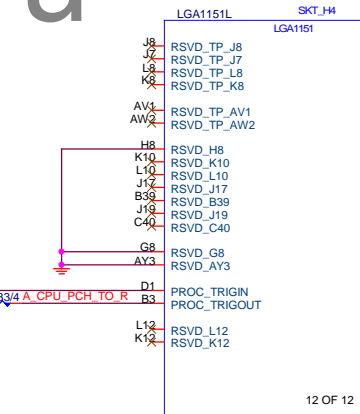 LGA1151L
SKT_H4
LGA1151
J8 RSVD_TP_J8
J7 RSVD_TP_J7
L8 RSVD_TP_L8
K8 RSVD_TP_K8
AV1 RSVD_TP_AV1
AW2 RSVD_TP_AW2
H8 RSVD_H8
K10 RSVD_K10
L10 RSVD_L10
J17 RSVD_J17
B39 RSVD_B39
J19 RSVD_J19
C40 RSVD_C40
G8 RSVD_G8
AY3 RSVD_AY3
D1 PROC_TRIGIN
3/4 A_CPU_PCH_TO_R B3 PROC_TRIGOUT
L12 RSVD_L12
K12 RSVD_K12
12 OF 12